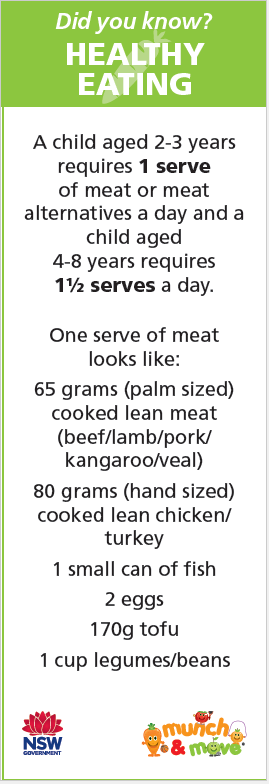 Did you know?
HEALTHY
EATING
A child aged 2-3 years
requires 1 serve
of meat or meat
alternatives a day and a
child aged
4-8 years requires
1½ serves a day.
One serve of meat
looks like:
65 grams (palm sized)
cooked lean meat
(beef/lamb/pork/
kangaroo/veal)
80 grams (hand sized)
cooked lean chicken/
turkey
1 small can of fish
2 eggs
170g tofu
1 cup legumes/beans
NSW
GOVERNMENT
munch
& move